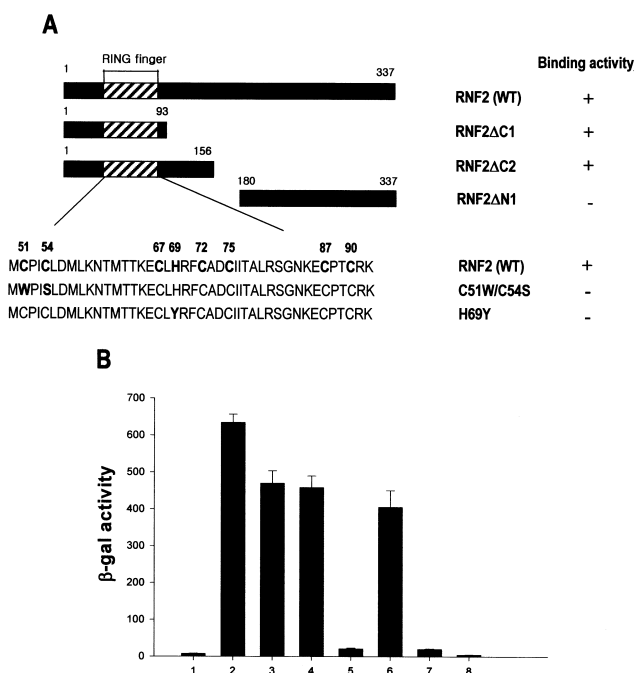 A
RING finger
Binding activity
1 337
RNF2 (WT) +
1 93
RNF2ΔC1 +
1 156
RNF2ΔC2 +
180 337
RNF2ΔN1 -
51 54 67 69 72 75 87 90
MCPICLDMLKNTMTTKECLHRFCADCIITALRSGNKECPTCRK RNF2 (WT) +
MWPISLDMLKNTMTTKECLHRFCADCIITALRSGNKECPTCRK C51W/C54S -
MCPICLDMLKNTMTTKECLYRFCADCIITALRSGNKECPTCRK H69Y -
B
β-gal activity
700
600
500
400
300
200
100
0
1 2 3 4 5 6 7 8